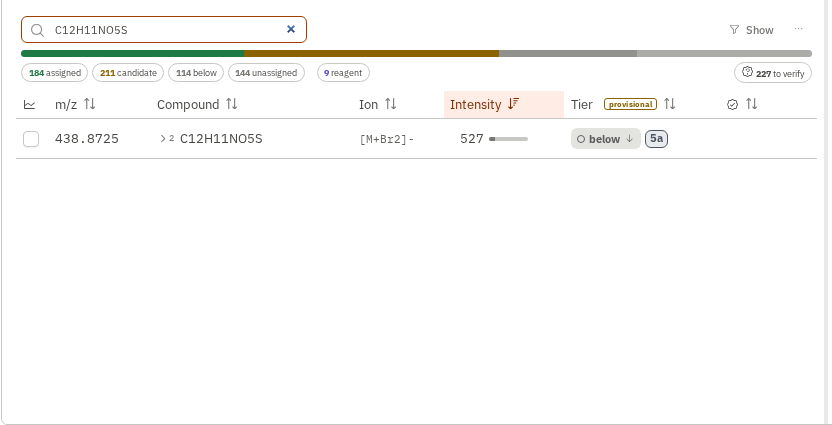 C12H11NO5S ✕ Show ...
184 assigned 211 candidate 114 below 144 unassigned 9 reagent 227 to verify
m/z Compound Ion Intensity Tier provisional
438.8725 2 C12H11NO5S [M+Br2]- 527 below ↓ 5a